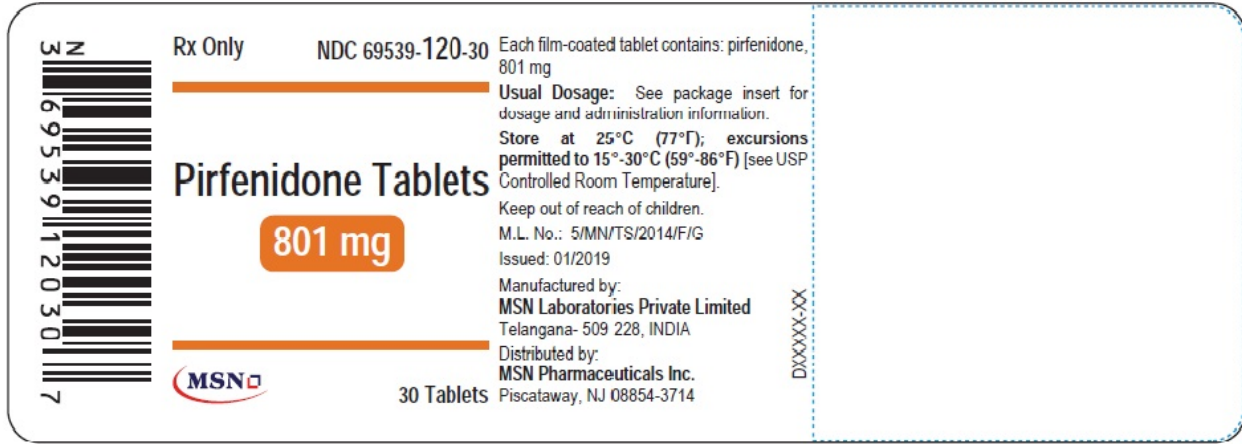 3 N 69539 12030 7
Rx Only
NDC 69539-120-30
Pirfenidone Tablets
801 mg
MSN
30 Tablets
Each film-coated tablet contains: pirfenidone,
801 mg
Usual Dosage: See package insert for
dosage and administration information.
Store at 25°C (77°F); excursions
permitted to 15°-30°C (59°-86°F) [see USP
Controlled Room Temperature].
Keep out of reach of children.
M.L. No.: 5/MN/TS/2014/F/G
Issued: 01/2019
Manufactured by:
MSN Laboratories Private Limited
Telangana- 509 228, INDIA
Distributed by:
MSN Pharmaceuticals Inc.
Piscataway, NJ 08854-3714
DXXXXX-XX